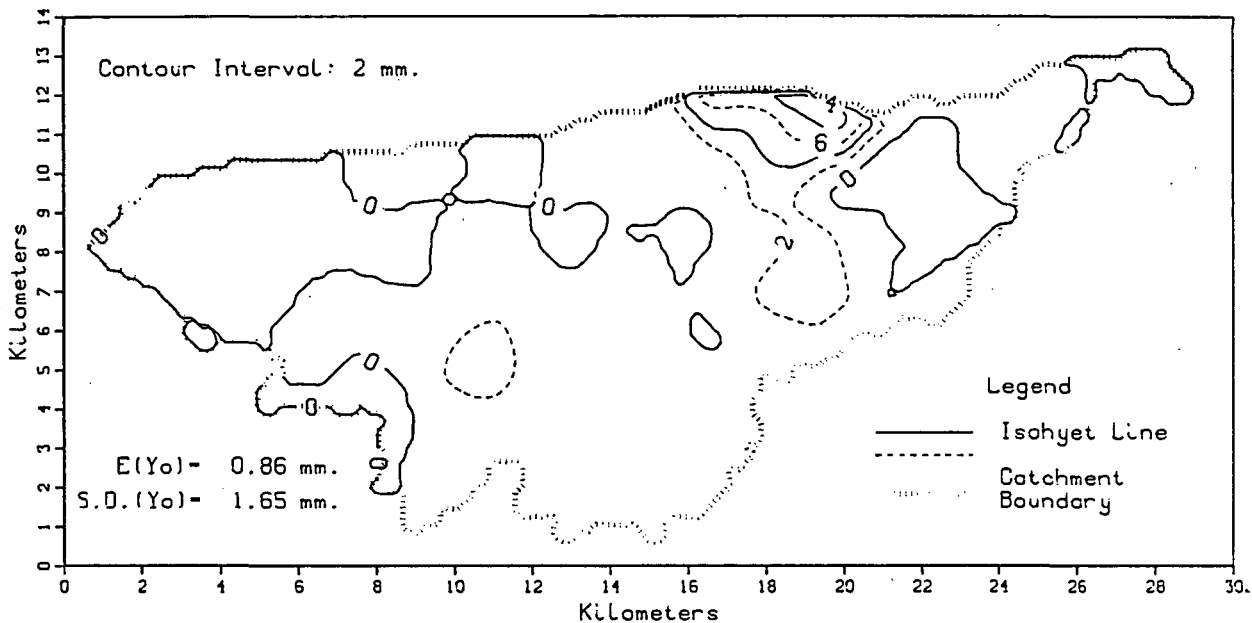 Contour Interval: 2 mm.
14
13
12
11
10
9
8
7
6
5
4
3
2
1
0
Kilometers
4
6
0
0
0
0
2
0
0
0
E(Yo)- 0.86 mm.
S.D.(Yo)- 1.65 mm.
Legend
Isohyet Line
Catchment
Boundary
0 2 4 6 8 10 12 14 16 18 20 22 24 26 28 30.
Kilometers